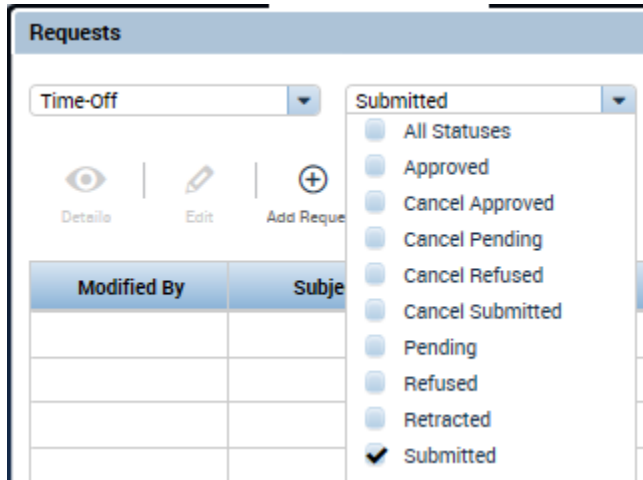 Requests
Time-Off
Submitted
All Statuses
Approved
Cancel Approved
Cancel Pending
Cancel Refused
Cancel Submitted
Pending
Refused
Retracted
Submitted
Details
Edit
Add Reque
Modified By
Subje